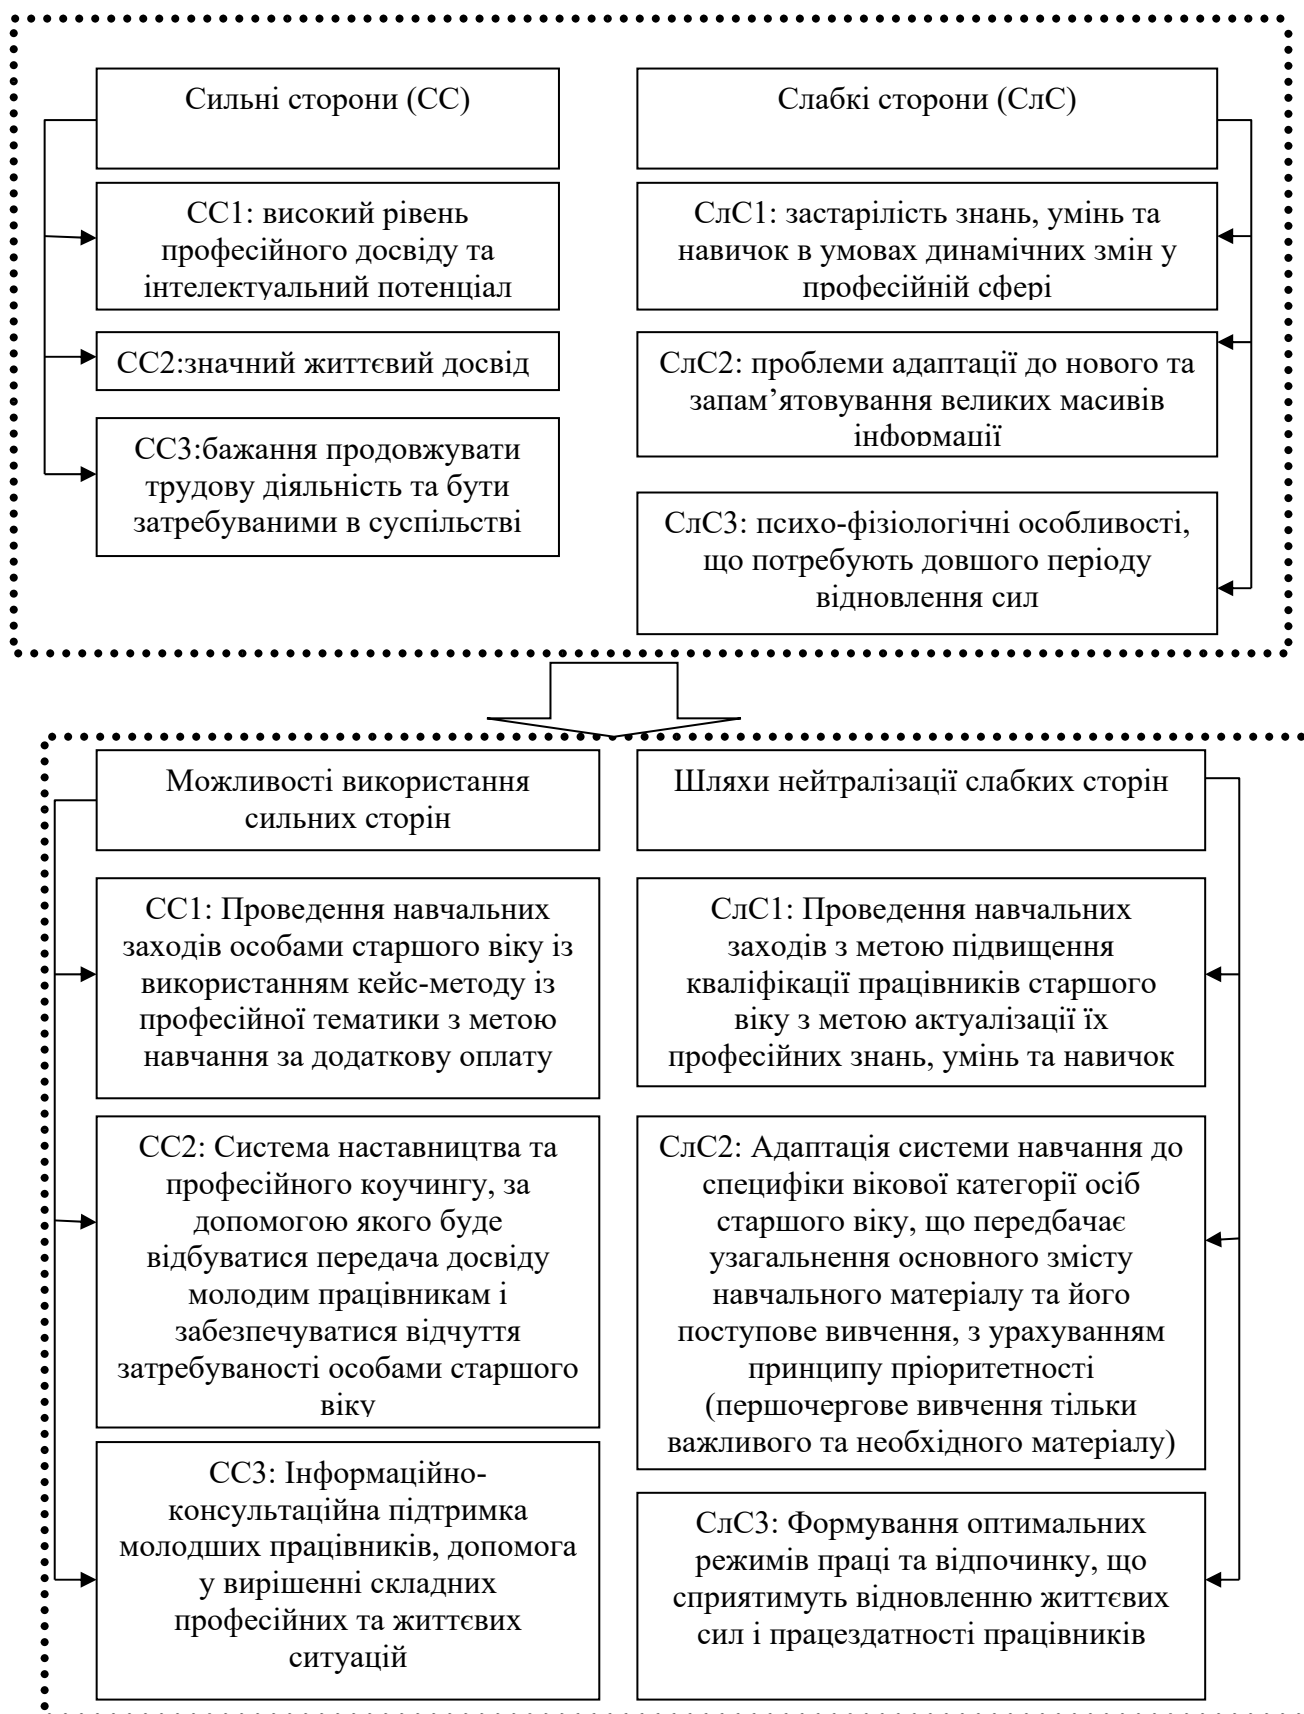 Сильні сторони (СС)
СС1: високий рівень
професійного досвіду та
інтелектуальний потенціал
СС2:значний життєвий досвід
СС3:бажання продовжувати
трудову діяльність та бути
затребуваними в суспільстві
Слабкі сторони (СлС)
СлС1: застарілість знань, умінь та
навичок в умовах динамічних змін у
професійній сфері
СлС2: проблеми адаптації до нового та
запам’ятовування великих масивів
інформації
СлС3: психо-фізіологічні особливості,
що потребують довшого періоду
відновлення сил
Можливості використання
сильних сторін
СС1: Проведення навчальних
заходів особами старшого віку із
використанням кейс-методу із
професійної тематики з метою
навчання за додаткову оплату
СС2: Система наставництва та
професійного коучингу, за
допомогою якого буде
відбуватися передача досвіду
молодим працівникам і
забезпечуватися відчуття
затребуваності особами старшого
віку
СС3: Інформаційно-
консультаційна підтримка
молодших працівників, допомога
у вирішенні складних
професійних та життєвих
ситуацій
Шляхи нейтралізації слабких сторін
СлС1: Проведення навчальних
заходів з метою підвищення
кваліфікації працівників старшого
віку з метою актуалізації їх
професійних знань, умінь та навичок
СлС2: Адаптація системи навчання до
специфіки вікової категорії осіб
старшого віку, що передбачає
узагальнення основного змісту
навчального матеріалу та його
поступове вивчення, з урахуванням
принципу пріоритетності
(першочергове вивчення тільки
важливого та необхідного матеріалу)
СлС3: Формування оптимальних
режимів праці та відпочинку, що
сприятимуть відновленню життєвих
сил і працездатності працівників